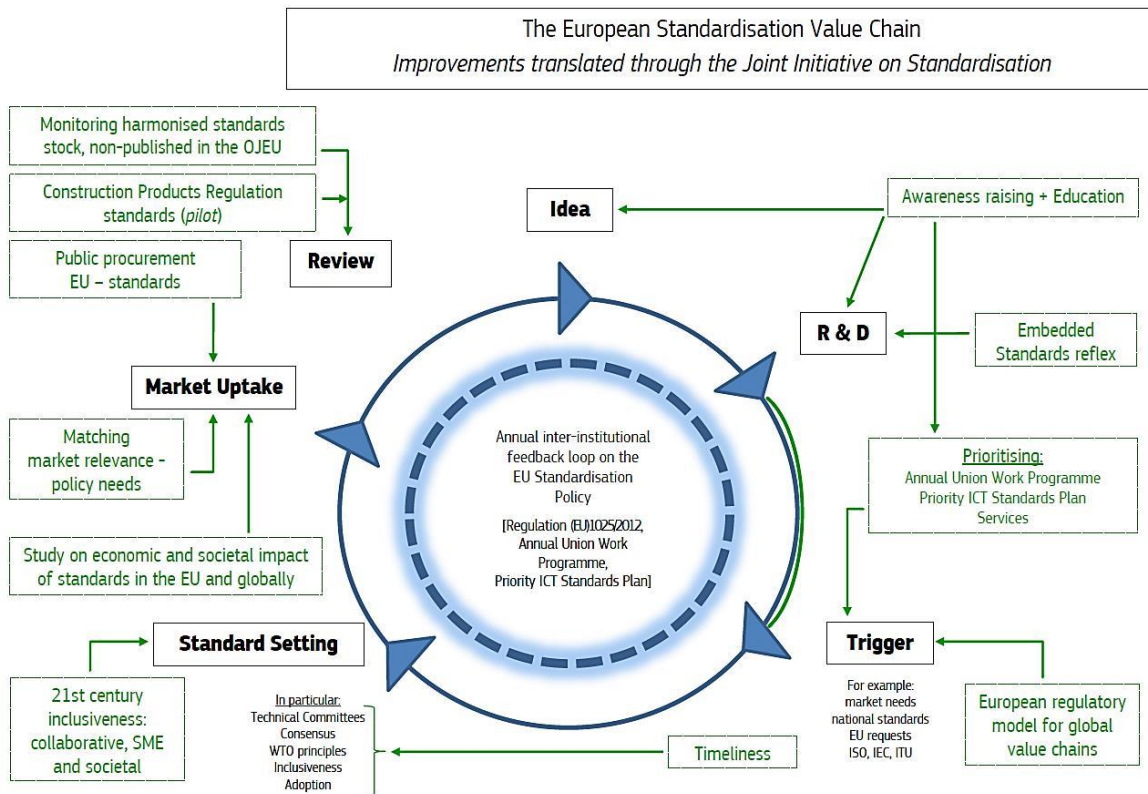 The European Standardisation Value Chain
Improvements translated through the Joint Initiative on Standardisation
Monitoring harmonised standards
stock, non-published in the OJEU
Construction Products Regulation
standards (pilot)
Public procurement
EU – standards
Review
Idea
Awareness raising + Education
R & D
Embedded
Standards reflex
Market Uptake
Matching
market relevance –
policy needs
Study on economic and societal impact
of standards in the EU and globally
Annual inter-institutional
feedback loop on the
EU Standardisation
Policy
[Regulation (EU)1025/2012,
Annual Union Work
Programme,
Priority ICT Standards Plan]
Prioritising:
Annual Union Work Programme
Priority ICT Standards Plan
Services
Standard Setting
21st century
inclusiveness:
collaborative, SME
and societal
In particular:
Technical Committees
Consensus
WTO principles
Inclusiveness
Adoption
Timeliness
Trigger
For example:
market needs
national standards
EU requests
ISO, IEC, ITU
European regulatory
model for global
value chains